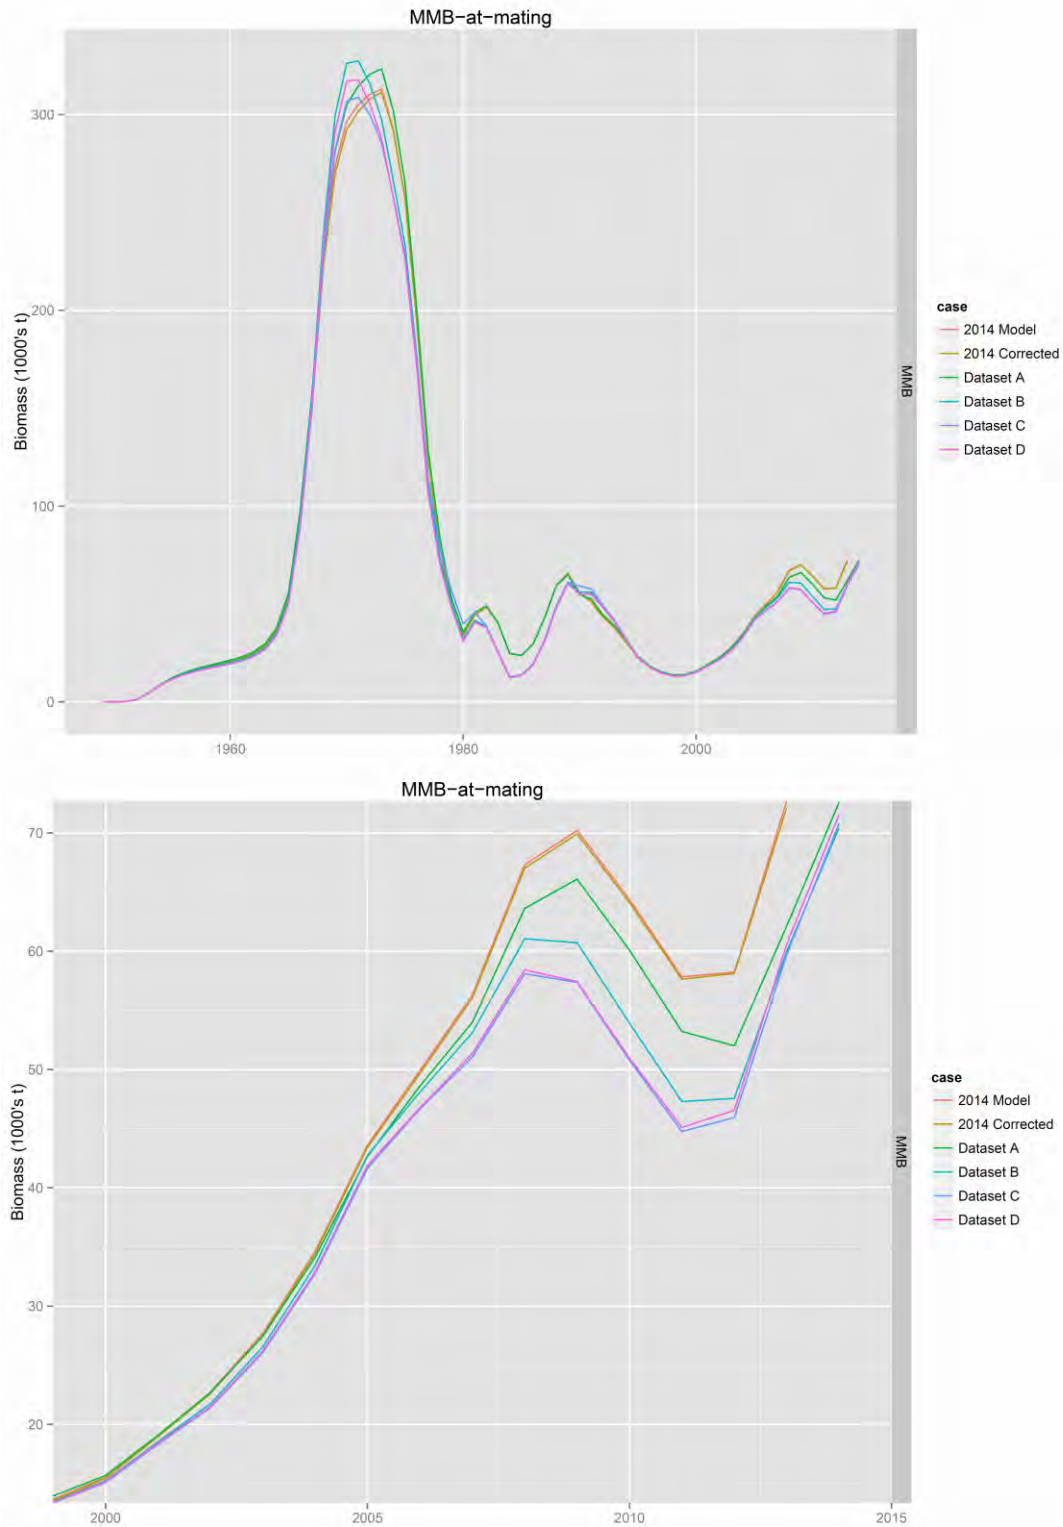 MMB−at−mating
300
200
100
0
Biomass (1000's t)
1960
1980
2000
MMB
case
2014 Model
2014 Corrected
Dataset A
Dataset B
Dataset C
Dataset D
MMB−at−mating
70
60
50
40
30
20
Biomass (1000's t)
2000
2005
2010
2015
MMB
case
2014 Model
2014 Corrected
Dataset A
Dataset B
Dataset C
Dataset D